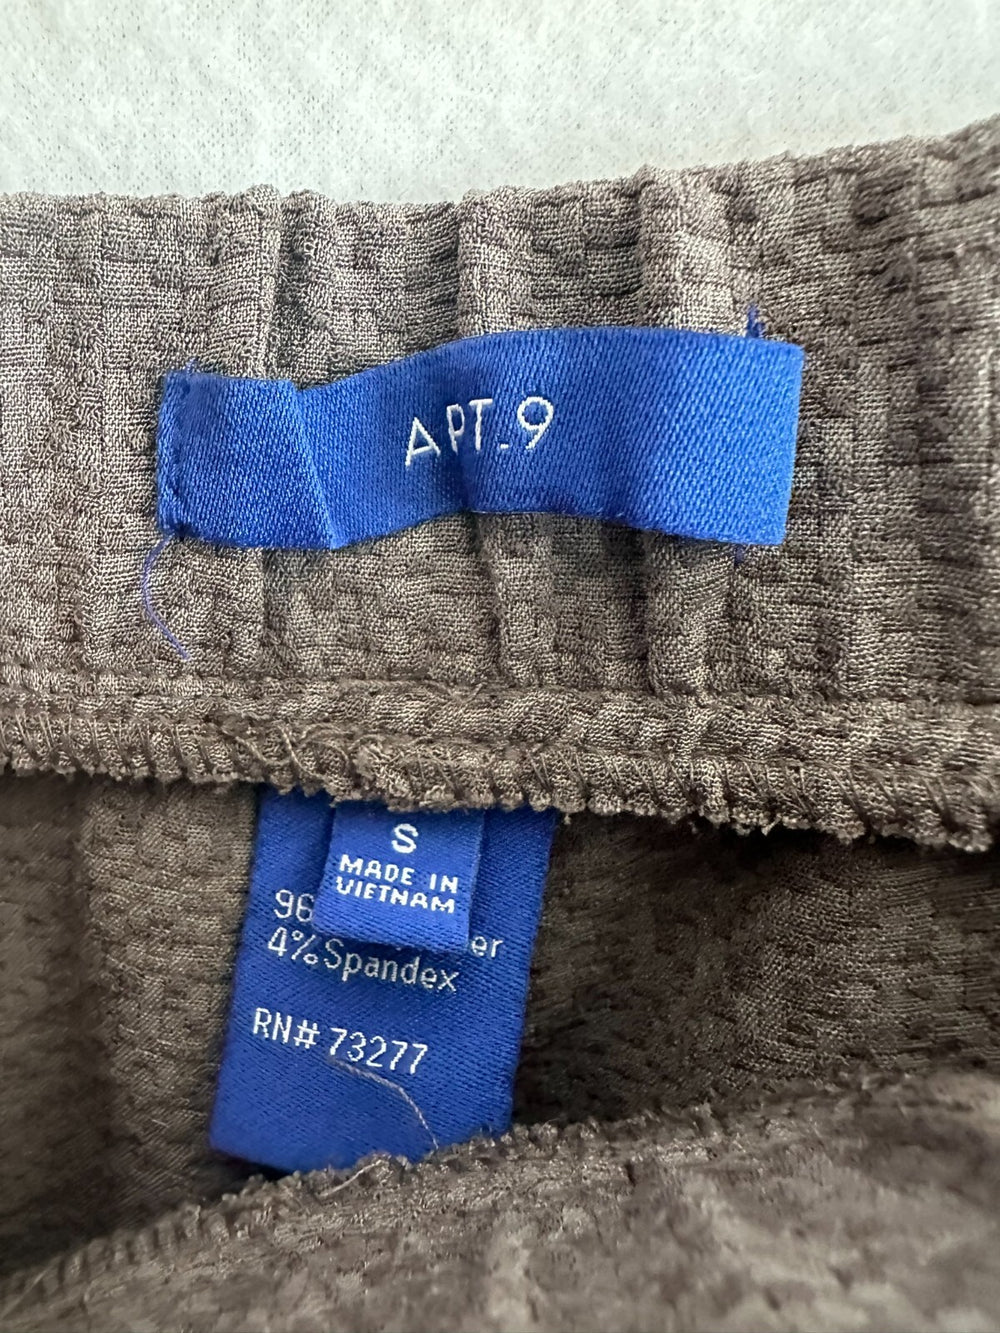 APT.9
S
MADE IN
VIETNAM
96
4% Spandex
RN# 73277